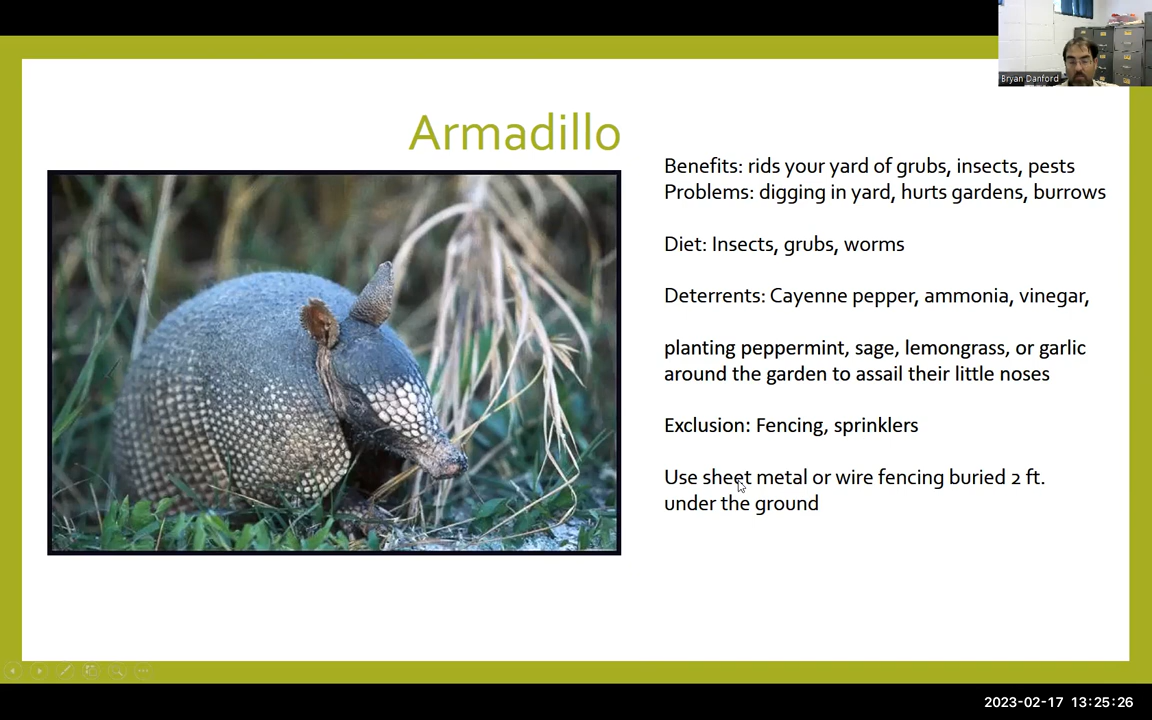 Bryan Danford
Armadillo
Benefits: rids your yard of grubs, insects, pests
Problems: digging in yard, hurts gardens, burrows
Diet: Insects, grubs, worms
Deterrents: Cayenne pepper, ammonia, vinegar,
planting peppermint, sage, lemongrass, or garlic
around the garden to assail their little noses
Exclusion: Fencing, sprinklers
Use sheet metal or wire fencing buried 2 ft.
under the ground
2023-02-17 13:25:26